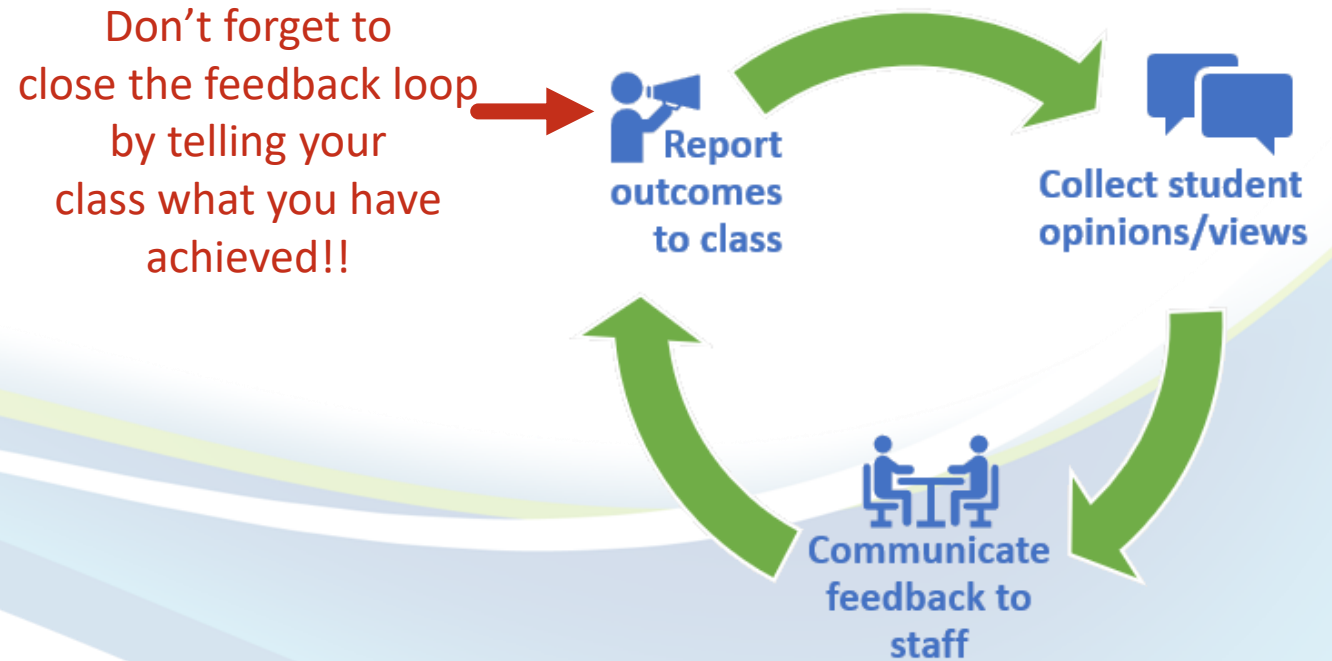 Don’t forget to
close the feedback loop
by telling your
class what you have
achieved!!
Report
outcomes
to class
Collect student
opinions/views
Communicate
feedback to
staff